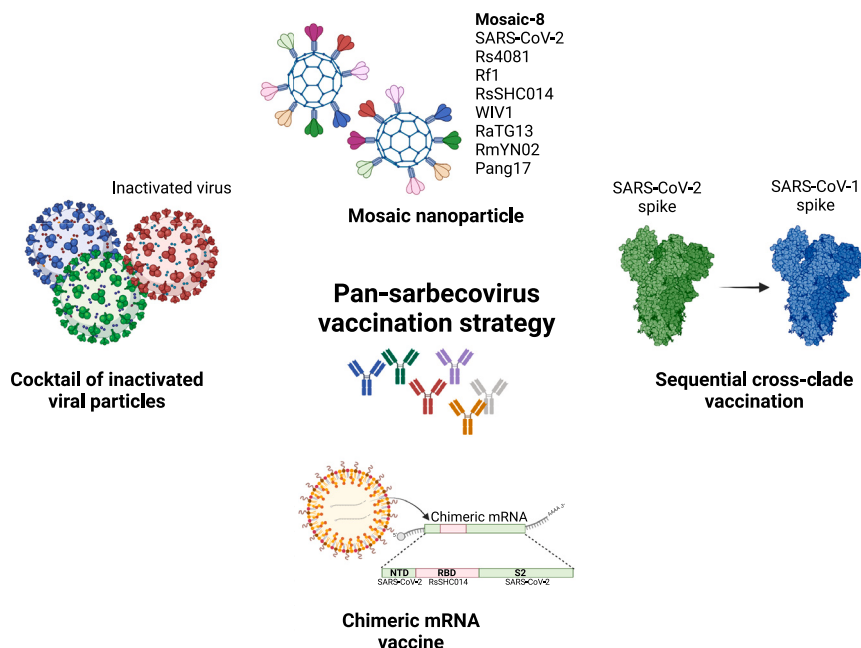 Mosaic-8
SARS-CoV-2
Rs4081
Rf1
RsSHC014
WIV1
RaTG13
RmYN02
Pang17
Mosaic nanoparticle
Inactivated virus
Cocktail of inactivated
viral particles
Pan-sarbecovirus
vaccination strategy
SARS-CoV-2
spike
SARS-CoV-1
spike
Sequential cross-clade
vaccination
Chimeric mRNA
AAAA 3'
NTD
RBD
S2
SARS-CoV-2
RsSHC014
SARS-CoV-2
Chimeric mRNA
vaccine